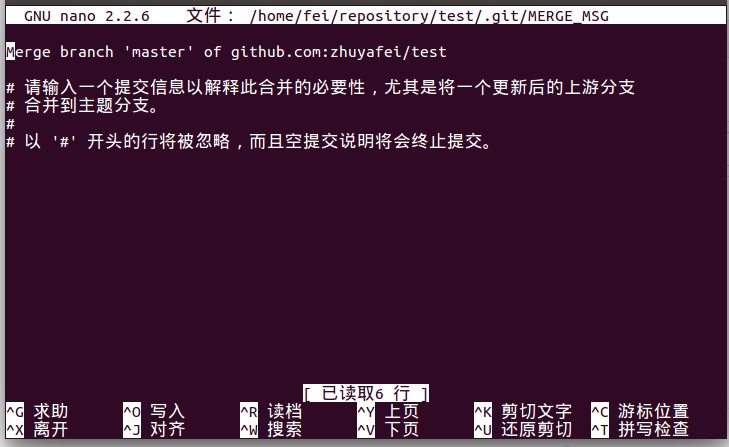 GNU nano 2.2.6 文件： /home/fei/repository/test/.git/MERGE_MSG
Merge branch 'master' of github.com:zhuyafei/test
# 请输入一个提交信息以解释此合并的必要性，尤其是将一个更新后的上游分支
# 合并到主题分支。
#
# 以 '#' 开头的行将被忽略，而且空提交说明将会终止提交。
[ 已读取6 行 ]
^G 求助 ^O 写入 ^R 读档 ^Y 上页 ^K 剪切文字 ^C 游标位置
^X 离开 ^J 对齐 ^W 搜索 ^V 下页 ^U 还原剪切 ^T 拼写检查